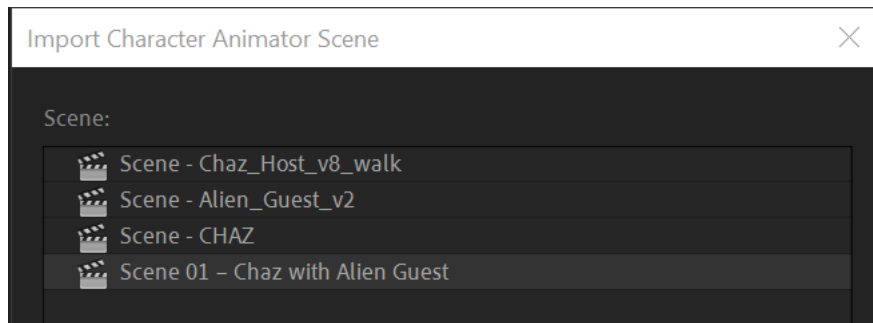 Import Character Animator Scene
Scene:
Scene - Chaz_Host_v8_walk
Scene - Alien_Guest_v2
Scene - CHAZ
Scene 01 – Chaz with Alien Guest